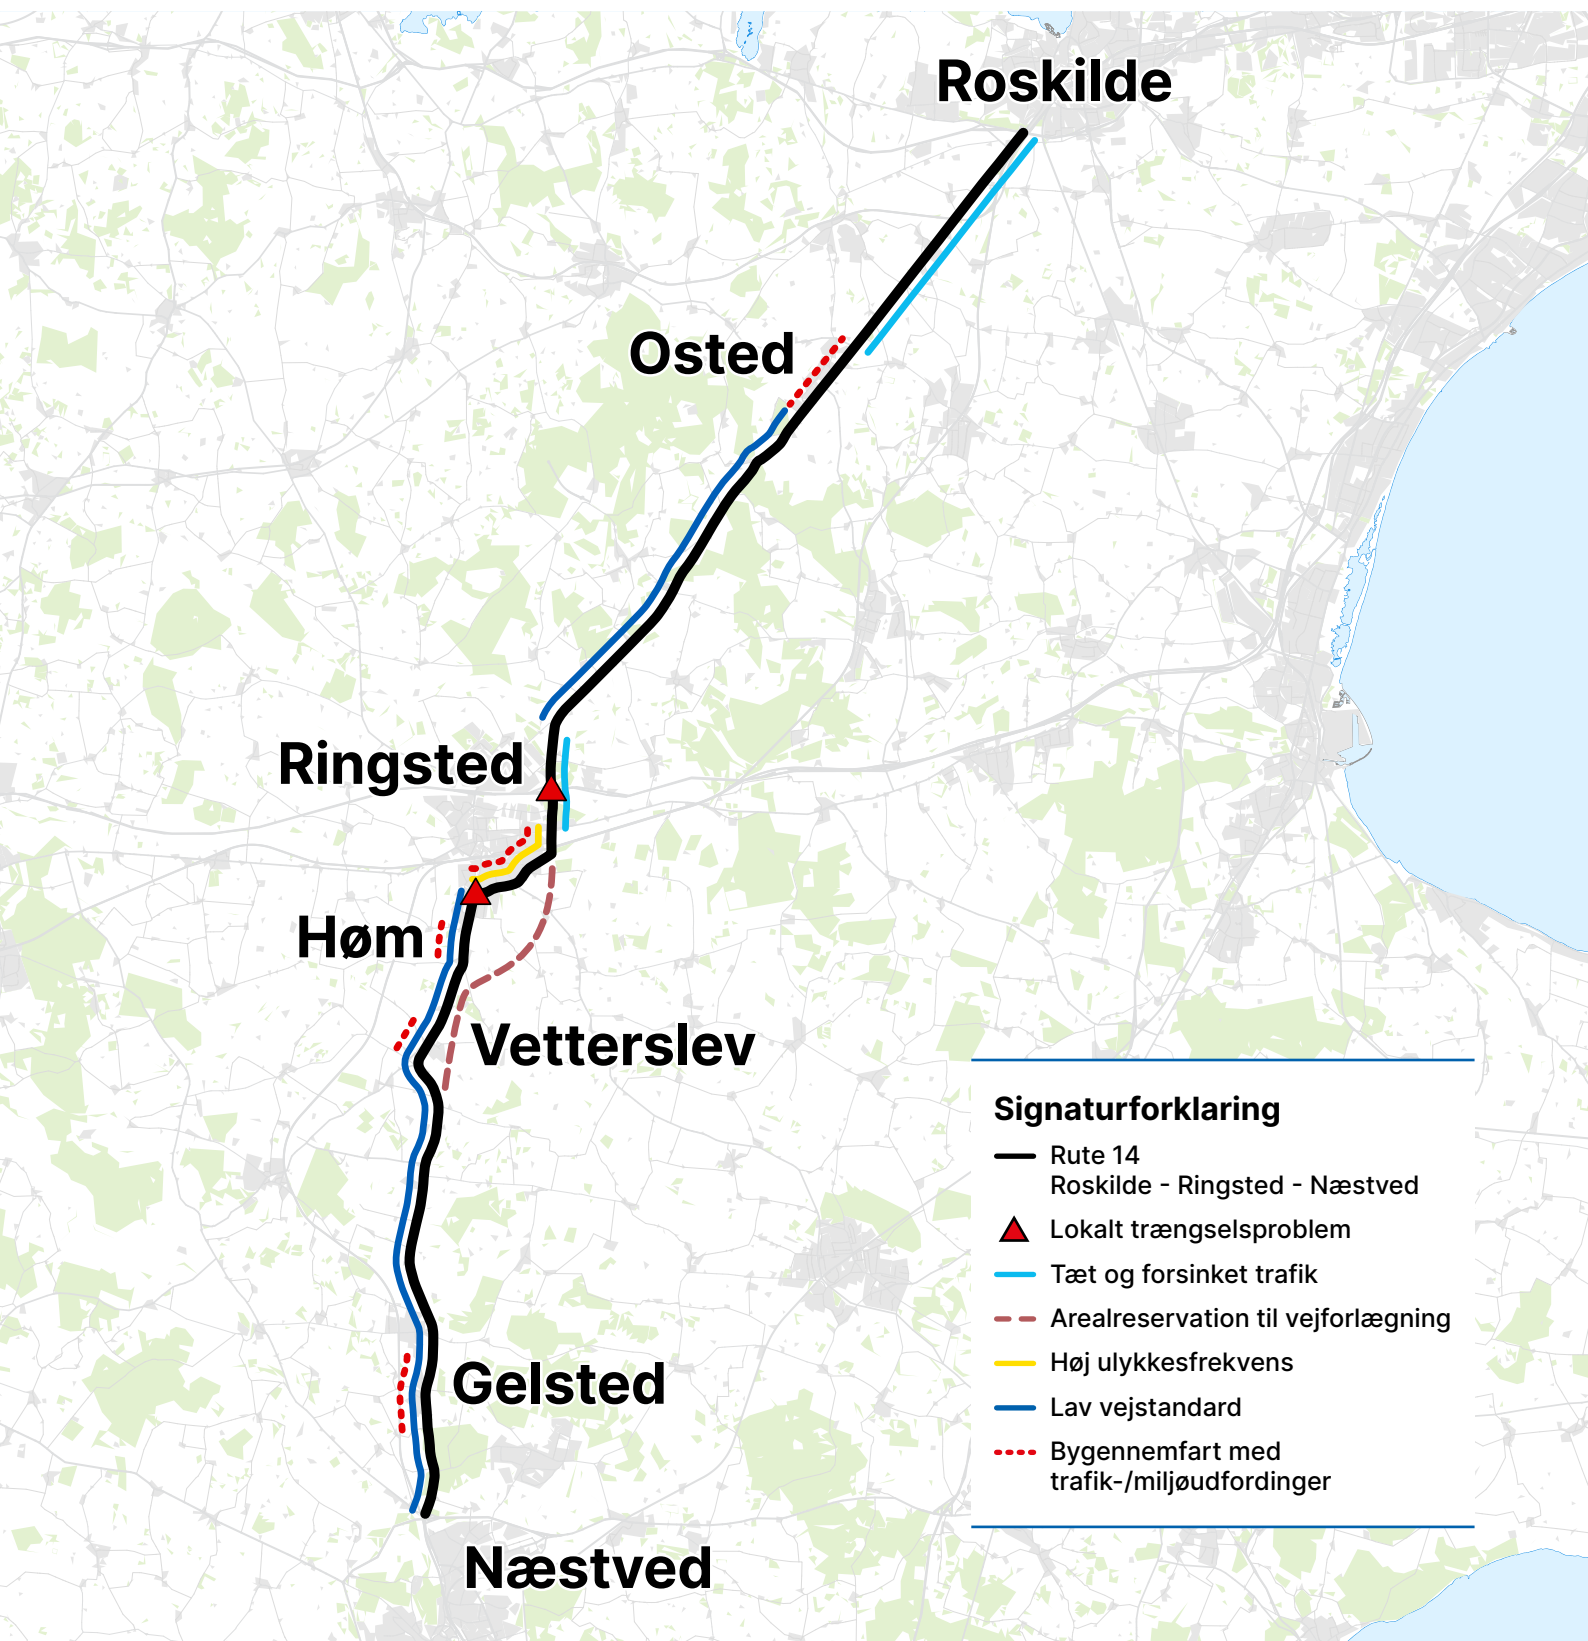 Roskilde
Osted
Ringsted
Høm
Vetterslev
Gelsted
Næstved
Signaturforklaring
Rute 14
Roskilde - Ringsted - Næstved
Lokalt trængselsproblem
Tæt og forsinket trafik
Arealreservation til vejforlægning
Høj ulykkesfrekvens
Lav vejstandard
Bygennemfart med
trafik-/miljøudfordinger